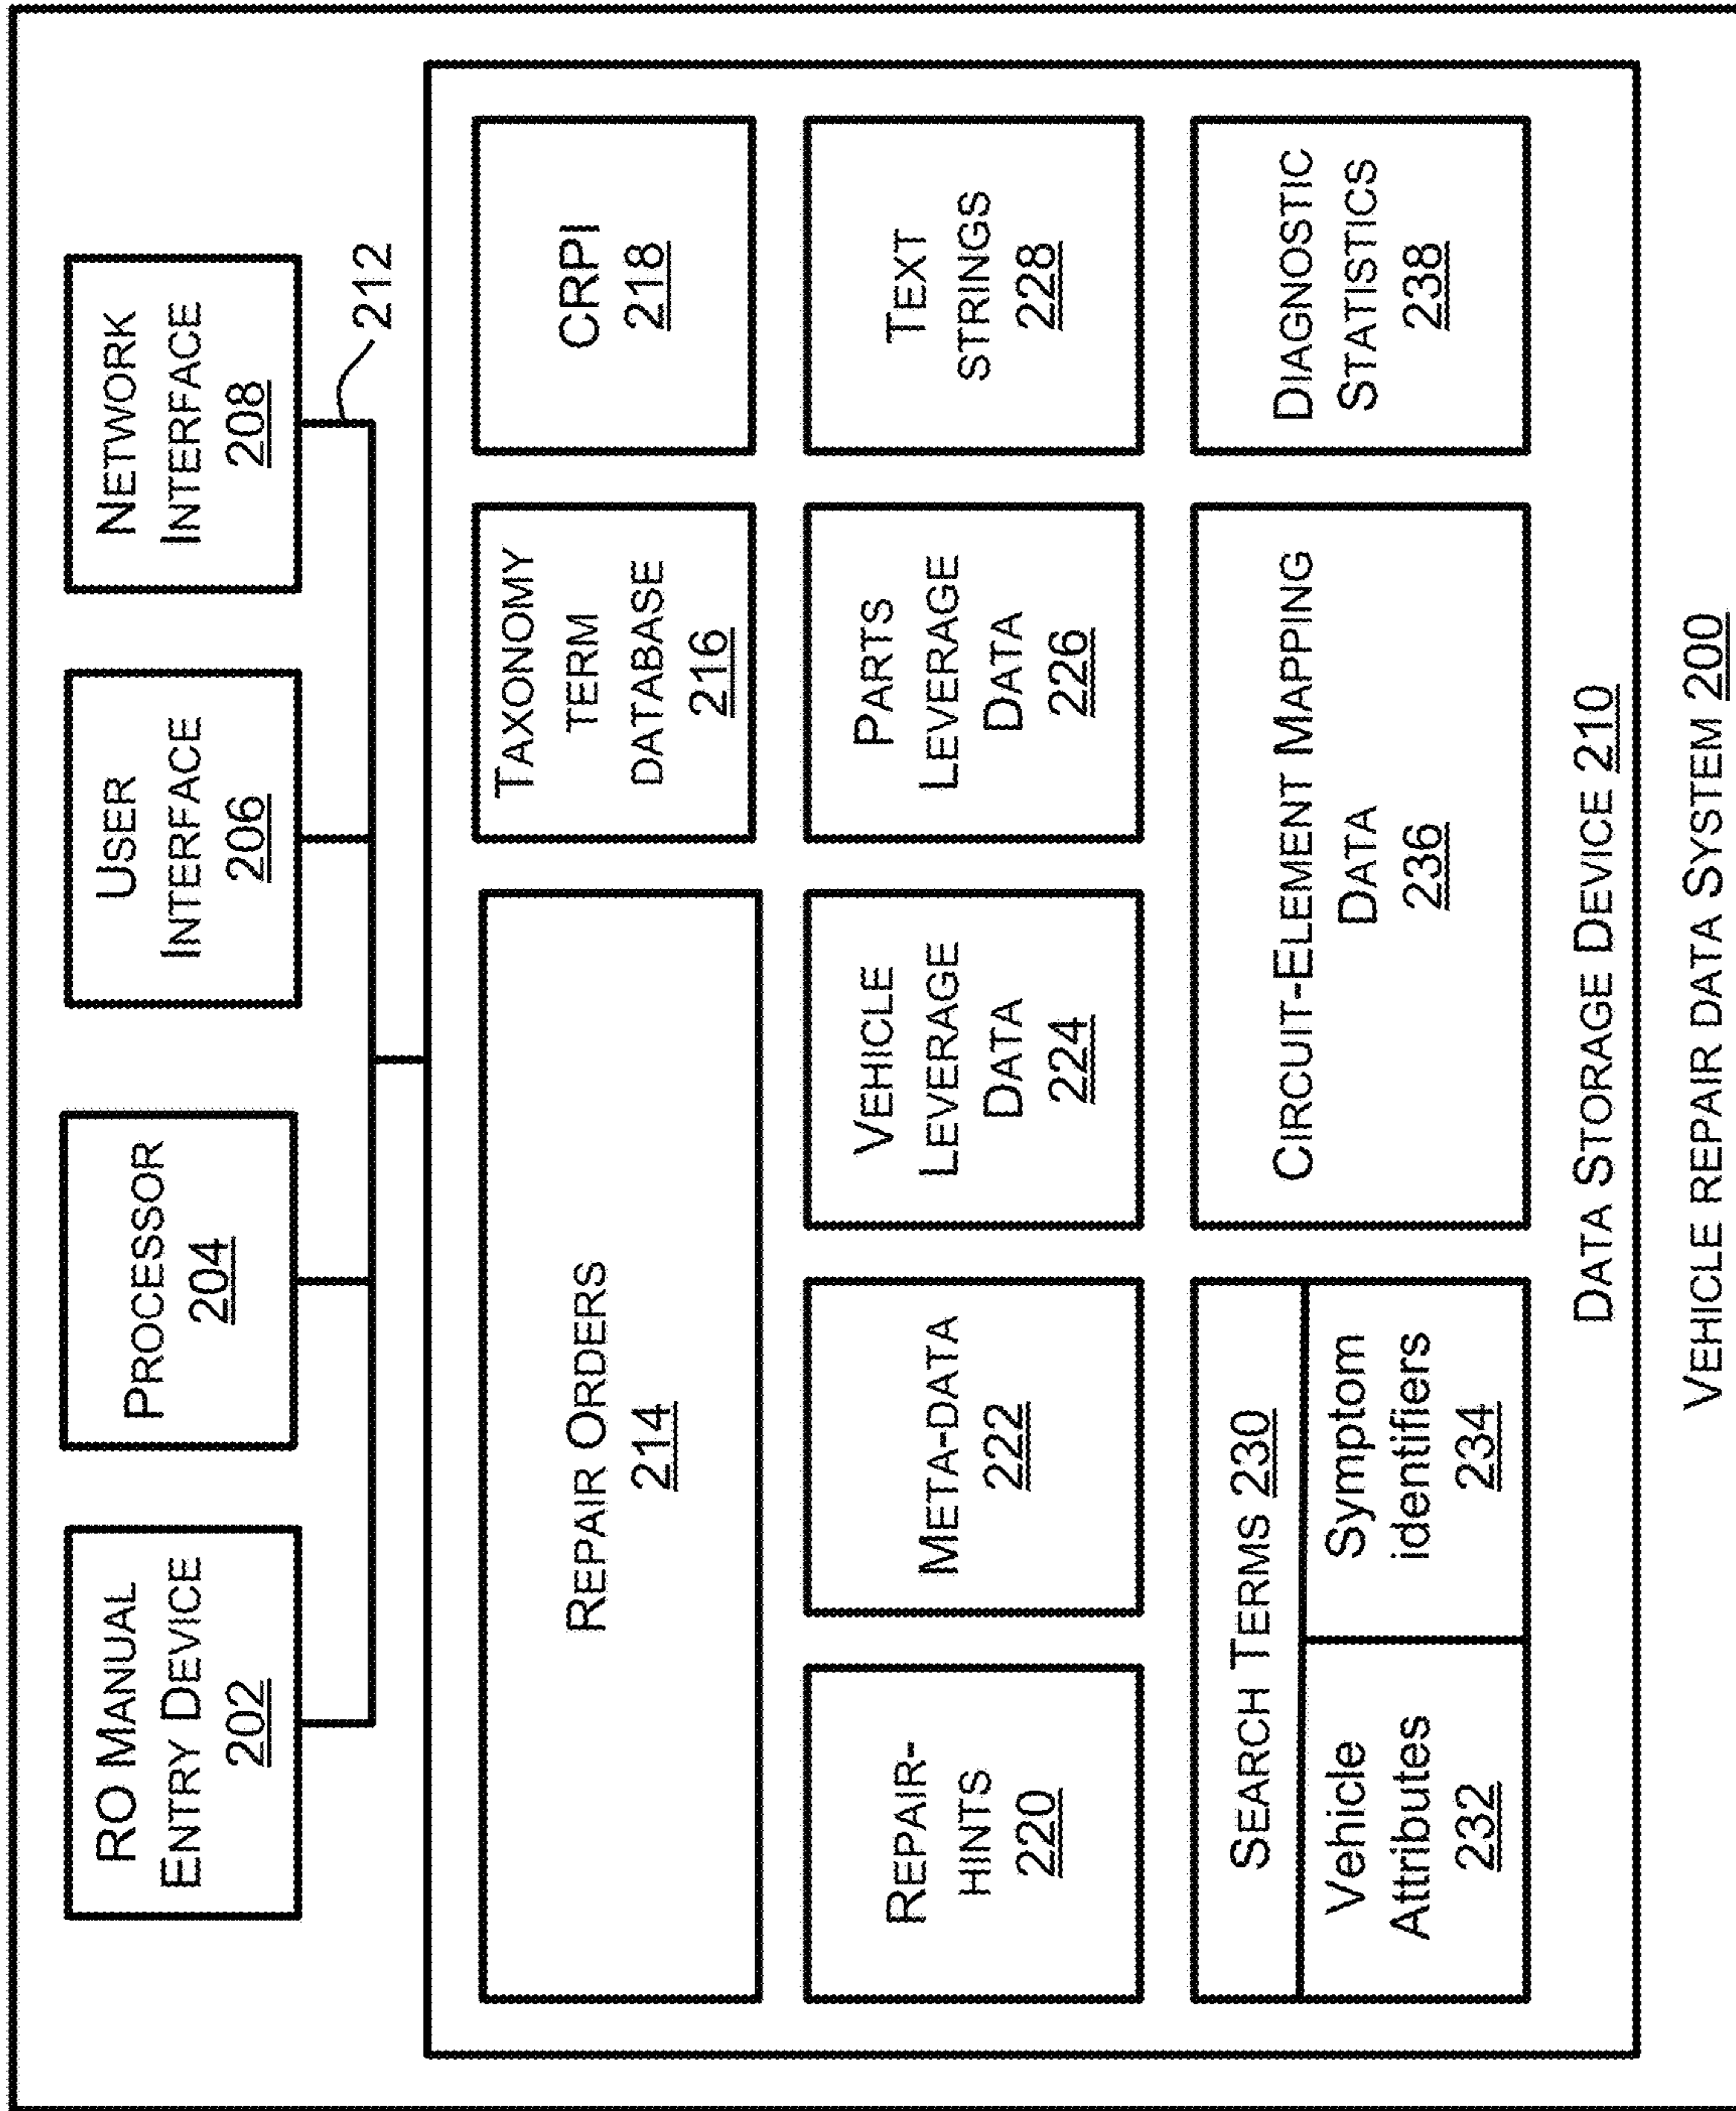 RO MANUAL
ENTRY DEVICE
202
PROCESSOR
204
USER
INTERFACE
206
NETWORK
INTERFACE
208
212
REPAIR ORDERS
214
TAXONOMY
TERM
DATABASE
216
CRPI
218
REPAIR-
HINTS
220
META-DATA
222
VEHICLE
LEVERAGE
DATA
224
PARTS
LEVERAGE
DATA
226
TEXT
STRINGS
228
SEARCH TERMS 230
Vehicle
Attributes
232
Symptom
identifiers
234
CIRCUIT-ELEMENT MAPPING
DATA
236
DIAGNOSTIC
STATISTICS
238
DATA STORAGE DEVICE 210
VEHICLE REPAIR DATA SYSTEM 200